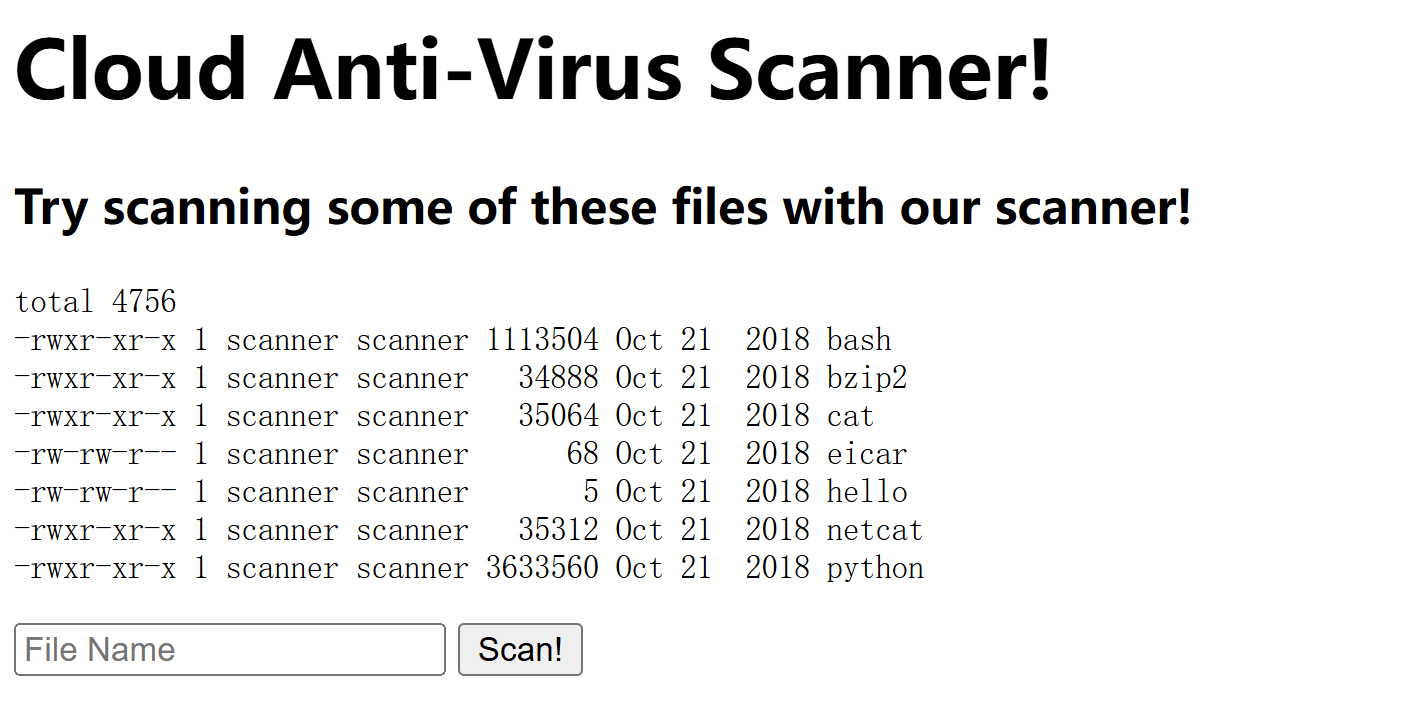 Cloud Anti-Virus Scanner!
Try scanning some of these files with our scanner!
total 4756
-rwxr-xr-x 1 scanner scanner 1113504 Oct 21  2018 bash
-rwxr-xr-x 1 scanner scanner   34888 Oct 21  2018 bzip2
-rwxr-xr-x 1 scanner scanner   35064 Oct 21  2018 cat
-rw-rw-r-- 1 scanner scanner      68 Oct 21  2018 eicar
-rw-rw-r-- 1 scanner scanner       5 Oct 21  2018 hello
-rwxr-xr-x 1 scanner scanner   35312 Oct 21  2018 netcat
-rwxr-xr-x 1 scanner scanner 3633560 Oct 21  2018 python
File Name Scan!